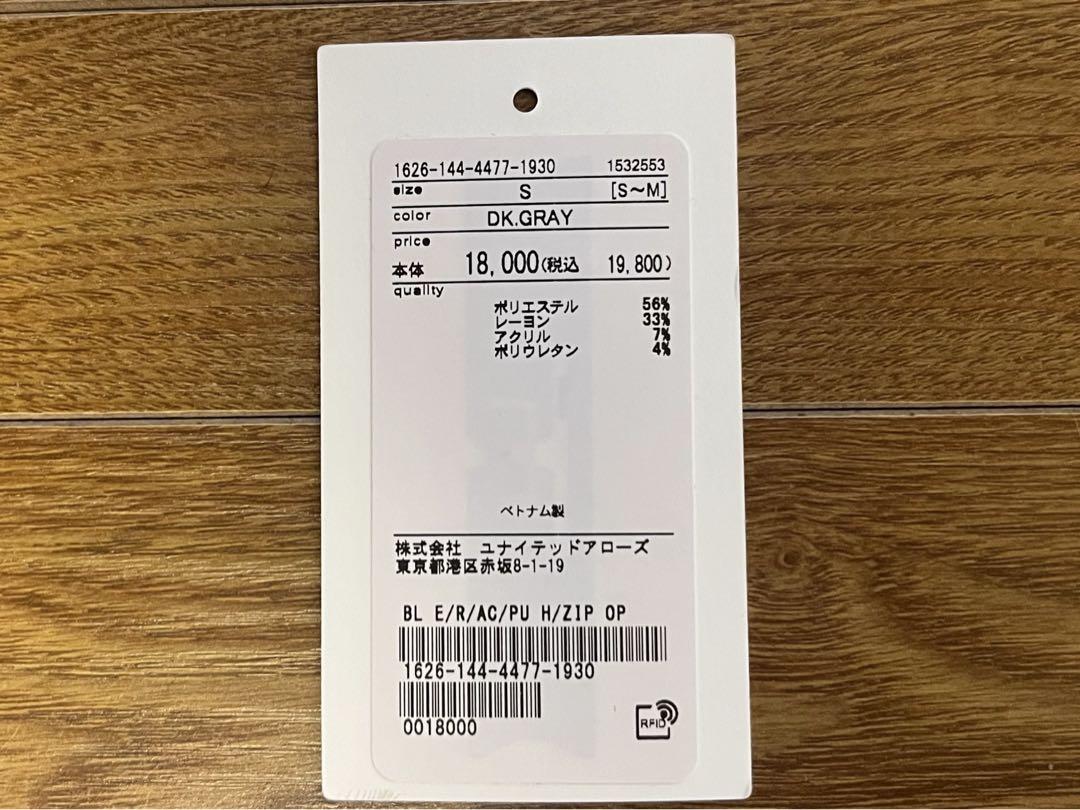 1626-144-4477-1930 1532553
size S [S~M]
color DK.GRAY
price
本体 18,000(税込 19,800)
quality
ポリエステル 56%
レーヨン 33%
アクリル 7%
ポリウレタン 4%
ベトナム製
株式会社 ユナイテッドアローズ
東京都港区赤坂8-1-19
BL E/R/AC/PU H/ZIP OP
1626-144-4477-1930
0018000
RFID